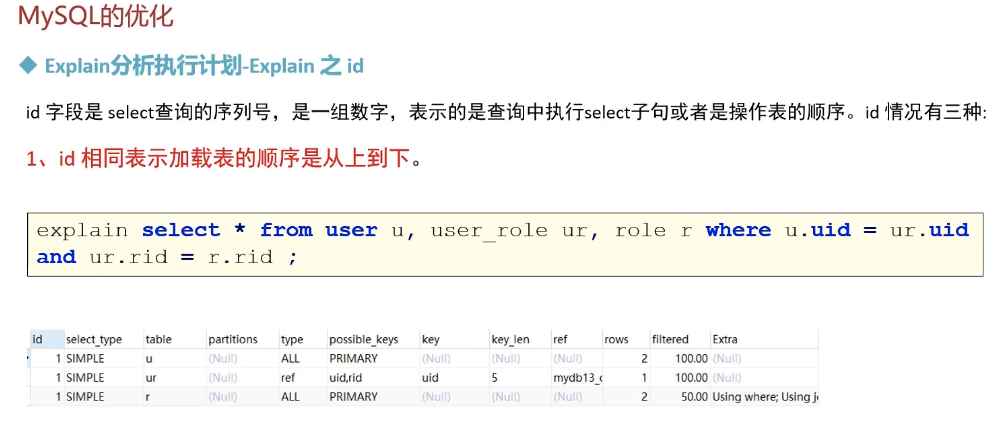 MySQL的优化
◆ Explain分析执行计划-Explain 之 id
id 字段是 select查询的序列号，是一组数字，表示的是查询中执行select子句或者是操作表的顺序。id 情况有三种:
1、id 相同表示加载表的顺序是从上到下。
explain select * from user u, user_role ur, role r where u.uid = ur.uid
and ur.rid = r.rid ;
id select_type table partitions type possible_keys key key_len ref rows filtered Extra
1 SIMPLE u (Null) ALL PRIMARY (Null) (Null) (Null) 2 100.00 (Null)
1 SIMPLE ur (Null) ref uid,rid uid 5 mydb13_ 1 100.00 (Null)
1 SIMPLE r (Null) ALL PRIMARY (Null) (Null) (Null) 2 50.00 Using where; Using